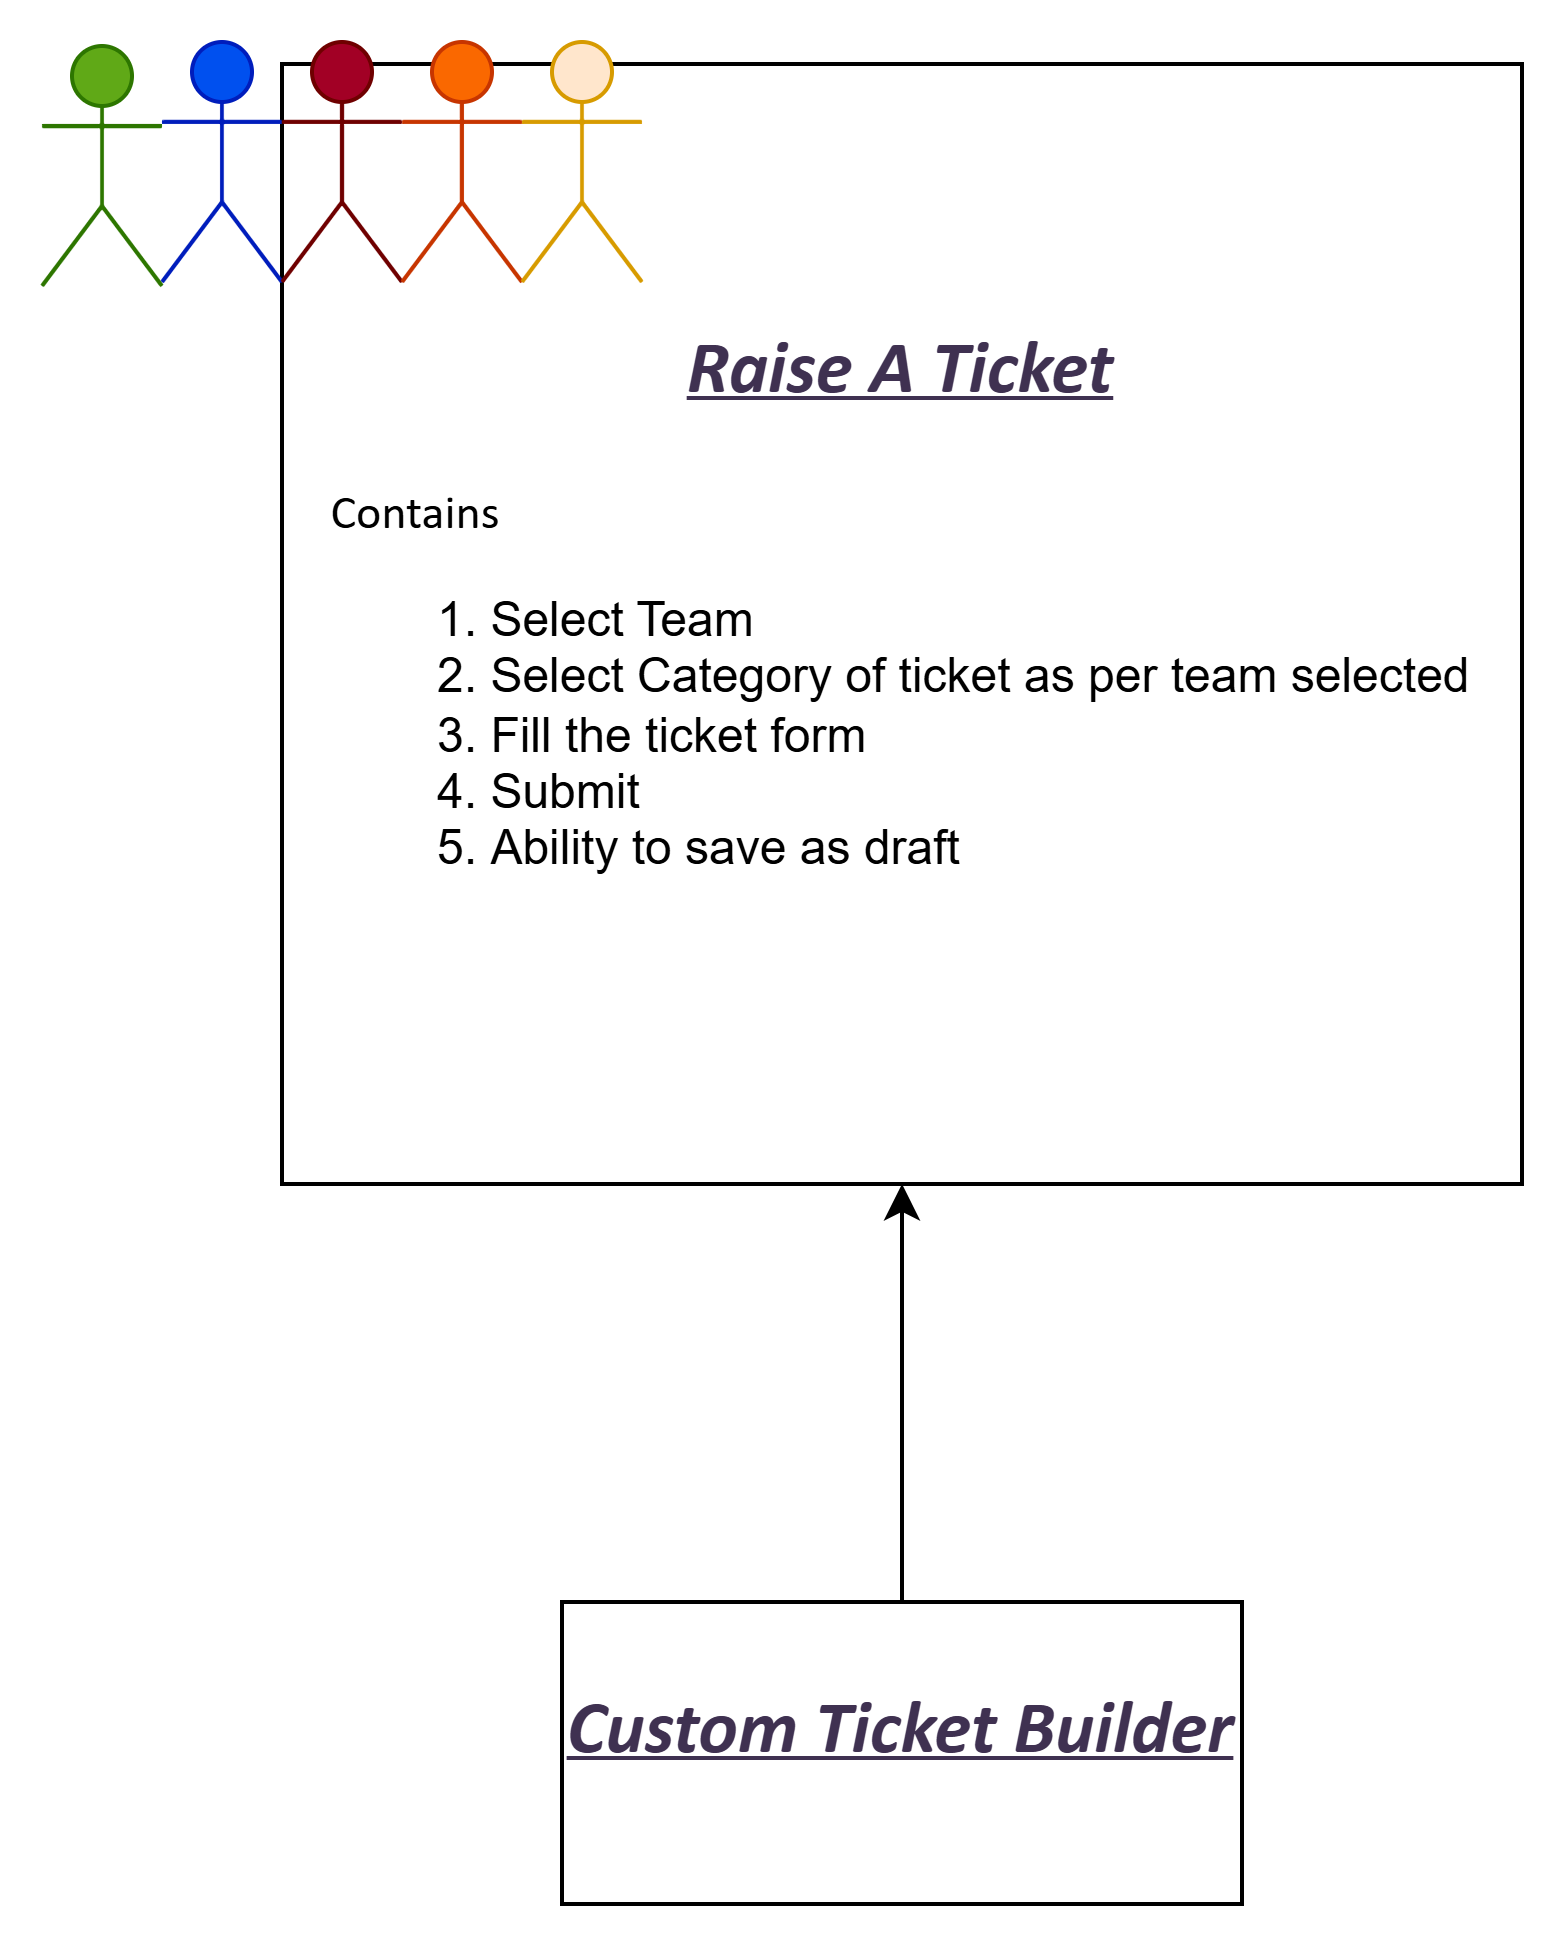 Raise A Ticket
Contains
1. Select Team
2. Select Category of ticket as per team selected
3. Fill the ticket form
4. Submit
5. Ability to save as draft
Custom Ticket Builder